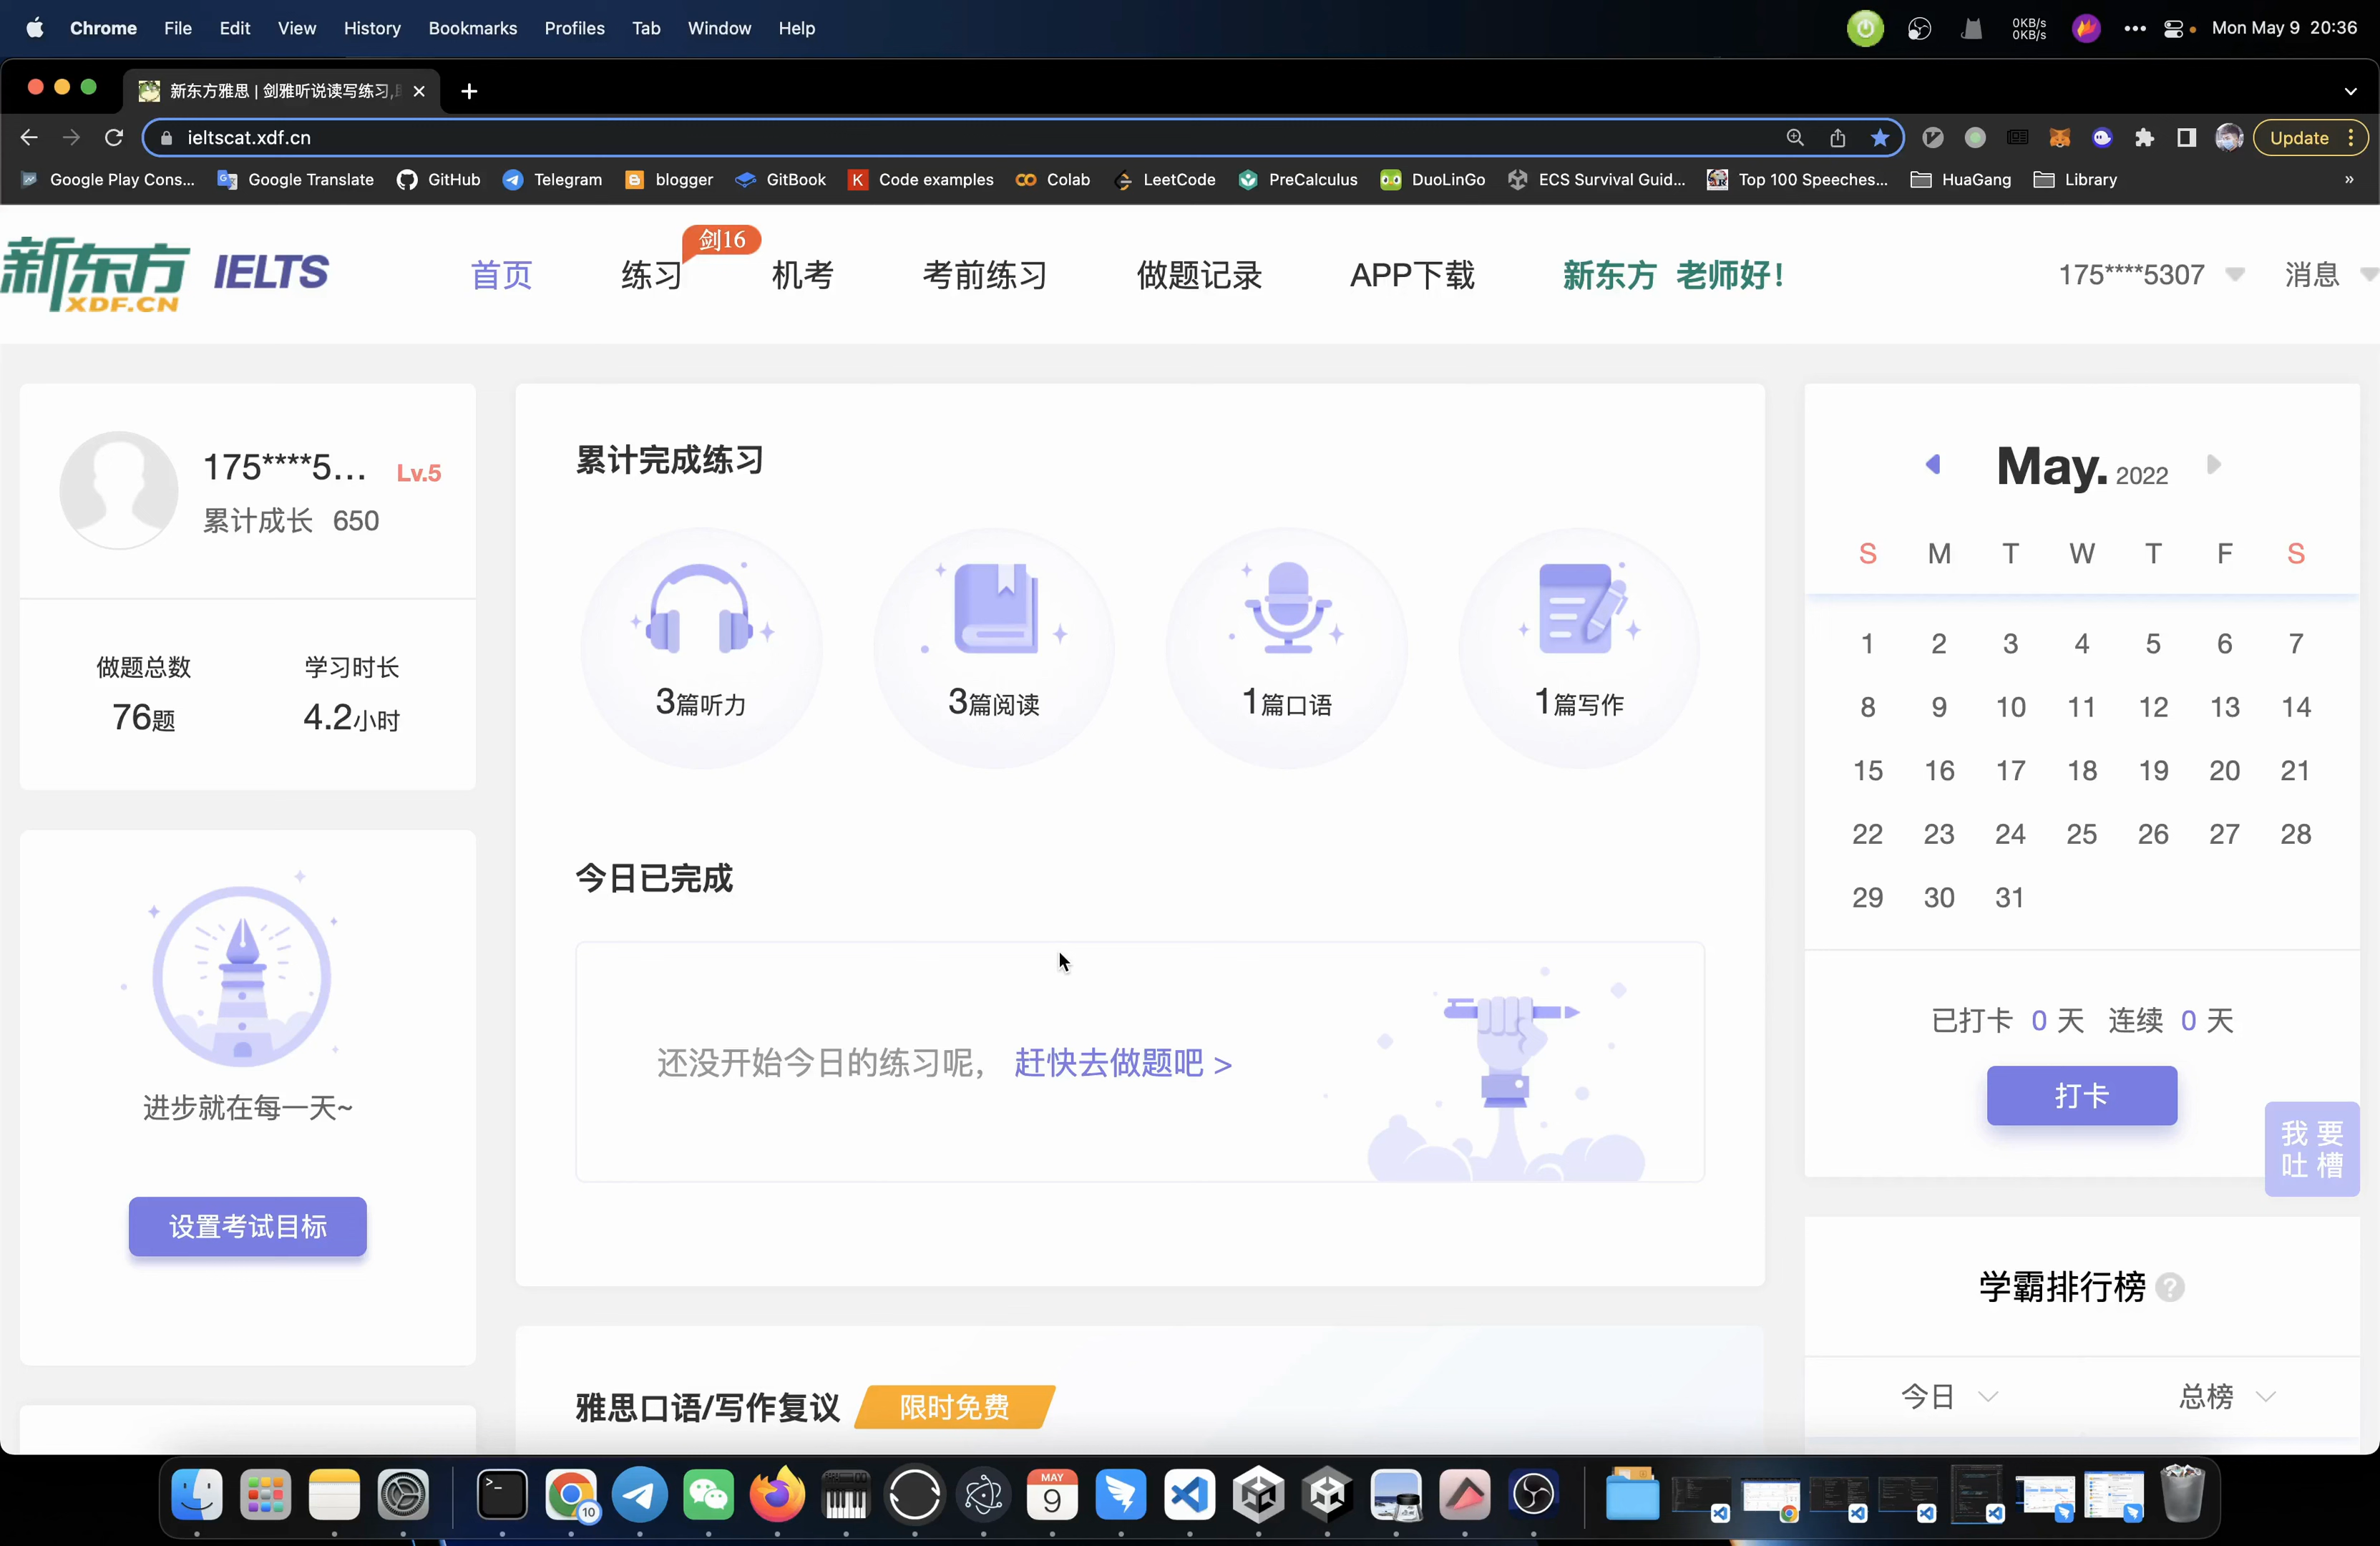 Chrome File Edit View History Bookmarks Profiles Tab Window Help
0KB/s
0KB/s
Mon May 9 20:36
新东方雅思 | 剑雅听说读写练习,
ieltscat.xdf.cn
Update
Google Play Cons... Google Translate GitHub Telegram blogger GitBook Code examples Colab LeetCode PreCalculus DuoLinGo ECS Survival Guid... Top 100 Speeches... HuaGang Library »
新东方 XDF.CN IELTS
首页 练习 剑16 机考 考前练习 做题记录 APP下载 新东方 老师好! 175****5307 消息
175****5... Lv.5
累计成长 650
做题总数 学习时长
76题 4.2小时
进步就在每一天~
设置考试目标
累计完成练习
3篇听力 3篇阅读 1篇口语 1篇写作
今日已完成
还没开始今日的练习呢, 赶快去做题吧 >
雅思口语/写作复议 限时免费
May. 2022
S M T W T F S
1 2 3 4 5 6 7
8 9 10 11 12 13 14
15 16 17 18 19 20 21
22 23 24 25 26 27 28
29 30 31
已打卡 0 天 连续 0 天
打卡
我要
吐槽
学霸排行榜 ?
今日 总榜
10
MAY
9